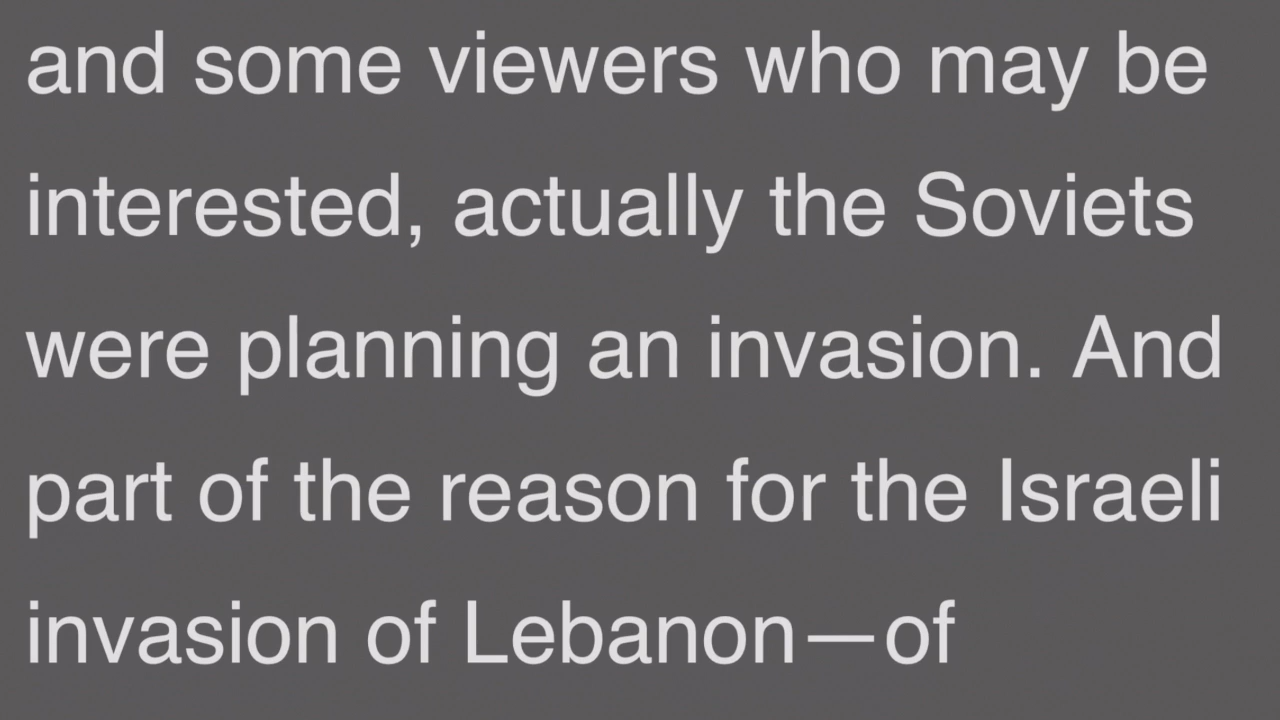 and some viewers who may be
interested, actually the Soviets
were planning an invasion. And
part of the reason for the Israeli
invasion of Lebanon—of